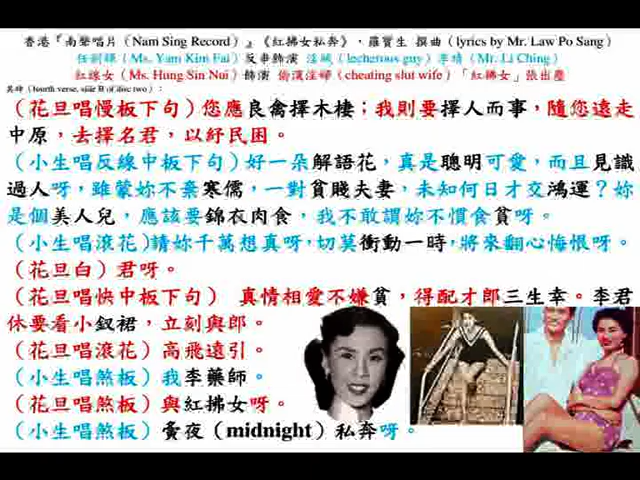 香港『南聲唱片（Nam Sing Record）』《紅拂女私奔》，羅寶生 撰曲（lyrics by Mr. Law Po Sang）
任劍輝（Ms. Yam Kim Fai）反串飾演 淫賊（lecherous guy）李靖（Mr. Li Ching）
紅線女（Ms. Hung Sin Nui）飾演 偷漢淫婦（cheating slut wife）「紅拂女」張出塵
（fourth verse, side B of disc two）：
（花旦唱慢板下句）您應良禽擇木棲；我則要擇人而事，隨您遠走
中原，去擇名君，以紓民困。
（小生唱反線中板下句）好一朵解語花，真是聰明可愛，而且見識
過人呀，雖蒙妳不棄寒儒，一對貧賤夫妻，未知何日才交鴻運？妳
是個美人兒，應該要錦衣肉食，我不敢謂妳不慣食貧呀。
（小生唱滾花）請妳千萬想真呀，切莫衝動一時，將來翻心悔恨呀。
（花旦白）君呀。
（花旦唱快中板下句） 真情相愛不嫌貧，得配才郎三生幸。李君
休要看小釵裙，立刻與郎。
（花旦唱滾花）高飛遠引。
（小生唱煞板）我李藥師。
（花旦唱煞板）與紅拂女呀。
（小生唱煞板）夤夜（midnight）私奔呀。